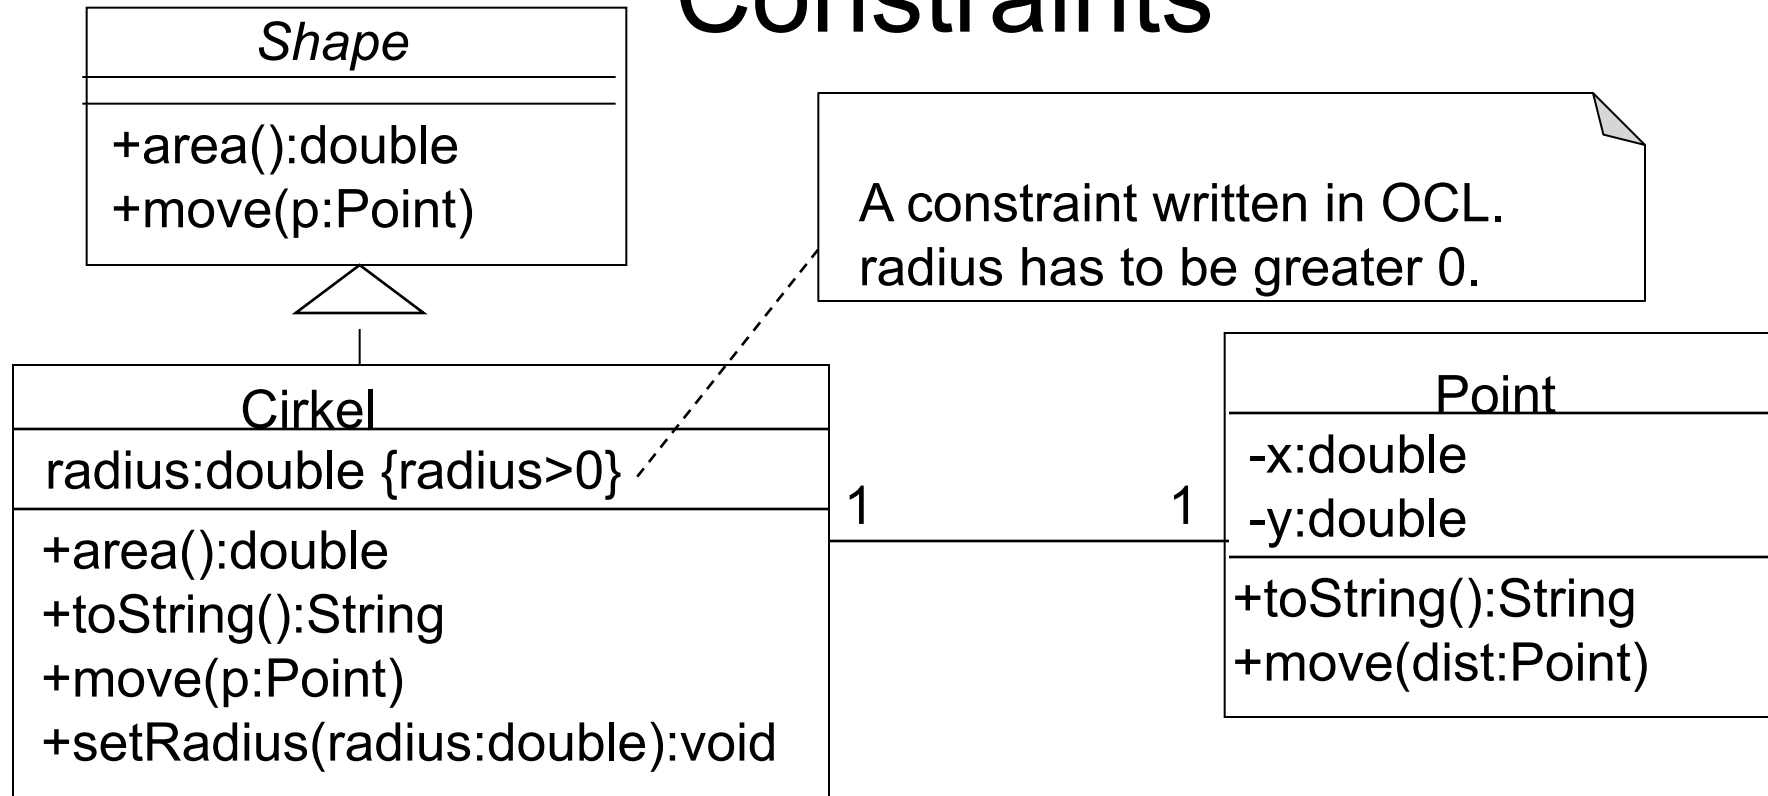 Constraints
Shape
+area():double
+move(p:Point)
A constraint written in OCL.
radius has to be greater 0.
Cirkel
radius:double {radius>0}
+area():double
+toString():String
+move(p:Point)
+setRadius(radius:double):void
1
1
Point
-x:double
-y:double
+toString():String
+move(dist:Point)